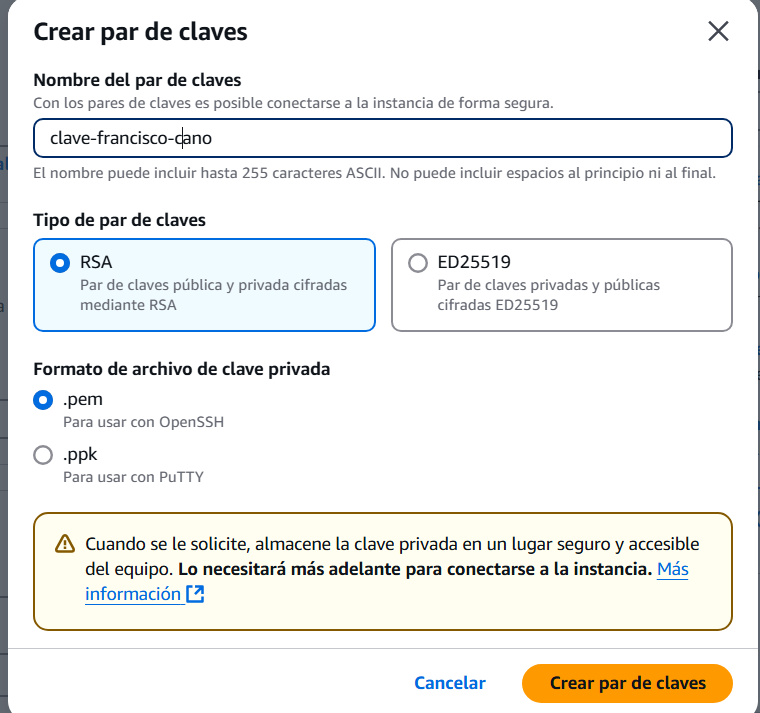 Crear par de claves
Nombre del par de claves
Con los pares de claves es posible conectarse a la instancia de forma segura.
clave-francisco-cano
El nombre puede incluir hasta 255 caracteres ASCII. No puede incluir espacios al principio ni al final.
Tipo de par de claves
RSA
Par de claves pública y privada cifradas
mediante RSA
ED25519
Par de claves privadas y públicas
cifradas ED25519
Formato de archivo de clave privada
.pem
Para usar con OpenSSH
.ppk
Para usar con PuTTY
Cuando se le solicite, almacene la clave privada en un lugar seguro y accesible
del equipo. Lo necesitará más adelante para conectarse a la instancia. Más
información
Cancelar
Crear par de claves